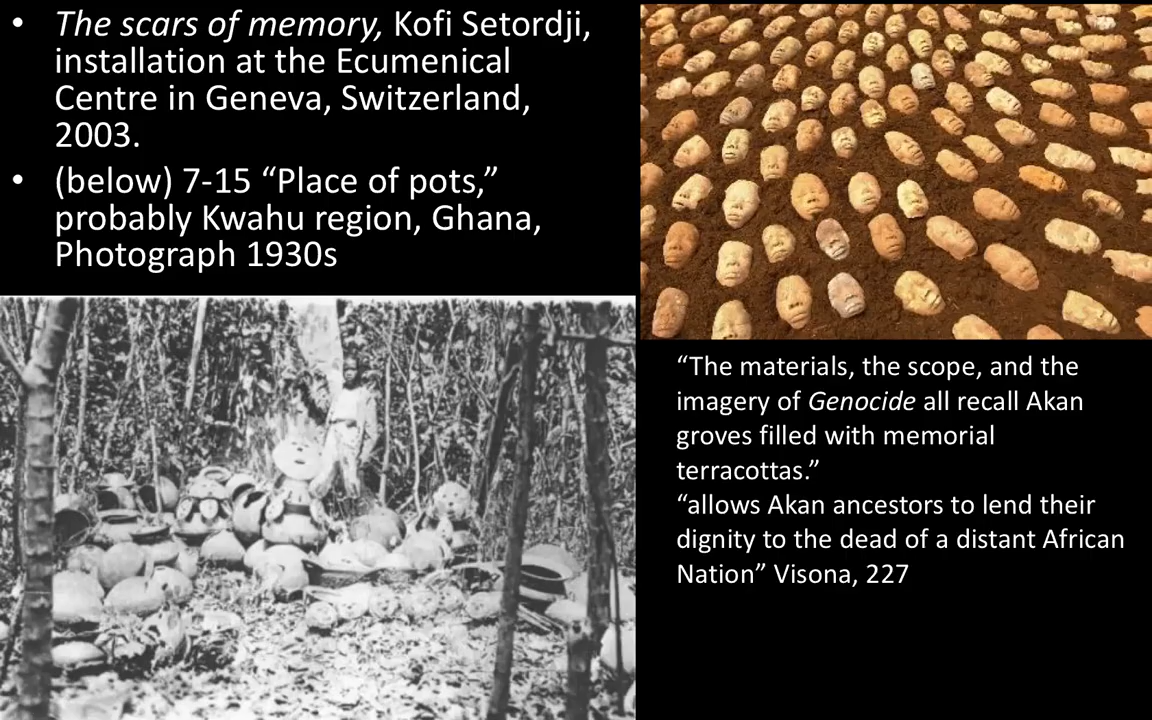 • The scars of memory, Kofi Setordji,
installation at the Ecumenical
Centre in Geneva, Switzerland,
2003.
• (below) 7-15 “Place of pots,”
probably Kwahu region, Ghana,
Photograph 1930s
“The materials, the scope, and the
imagery of Genocide all recall Akan
groves filled with memorial
terracottas.”
“allows Akan ancestors to lend their
dignity to the dead of a distant African
Nation” Visona, 227